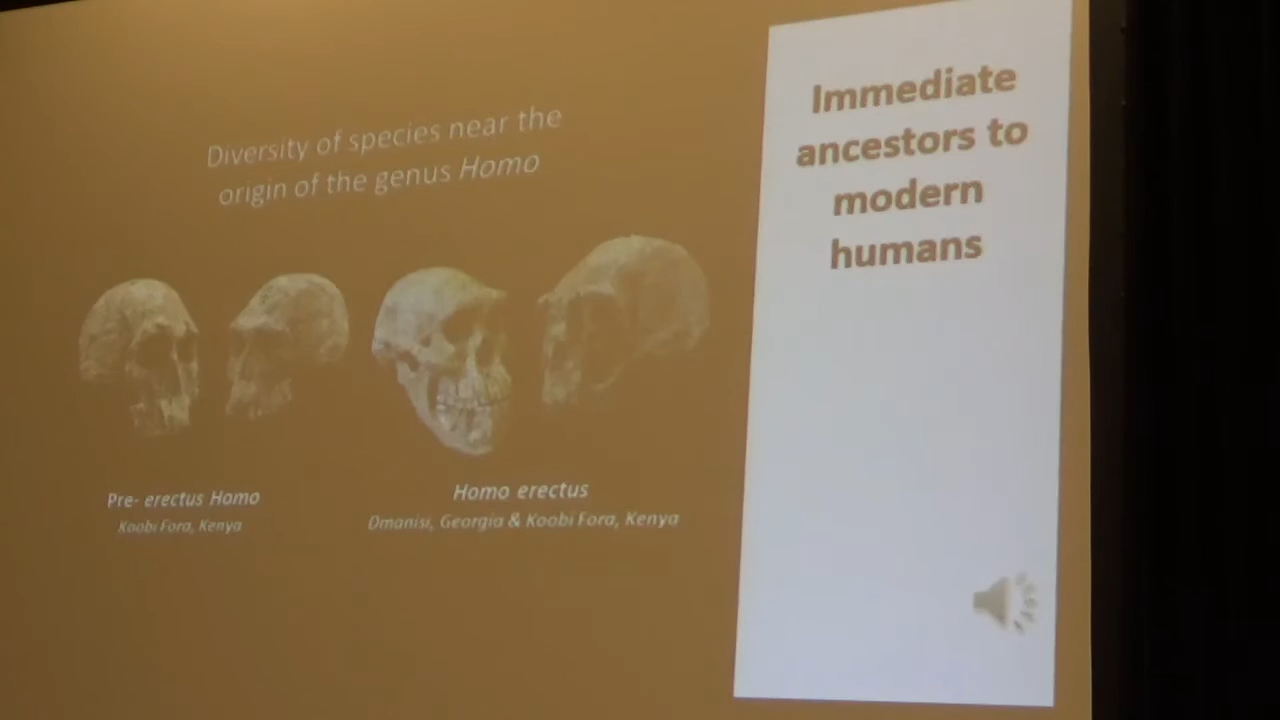 Diversity of species near the
origin of the genus Homo
Immediate
ancestors to
modern
humans
Pre- erectus Homo
Koobi Fora, Kenya
Homo erectus
Dmanisi, Georgia & Koobi Fora, Kenya